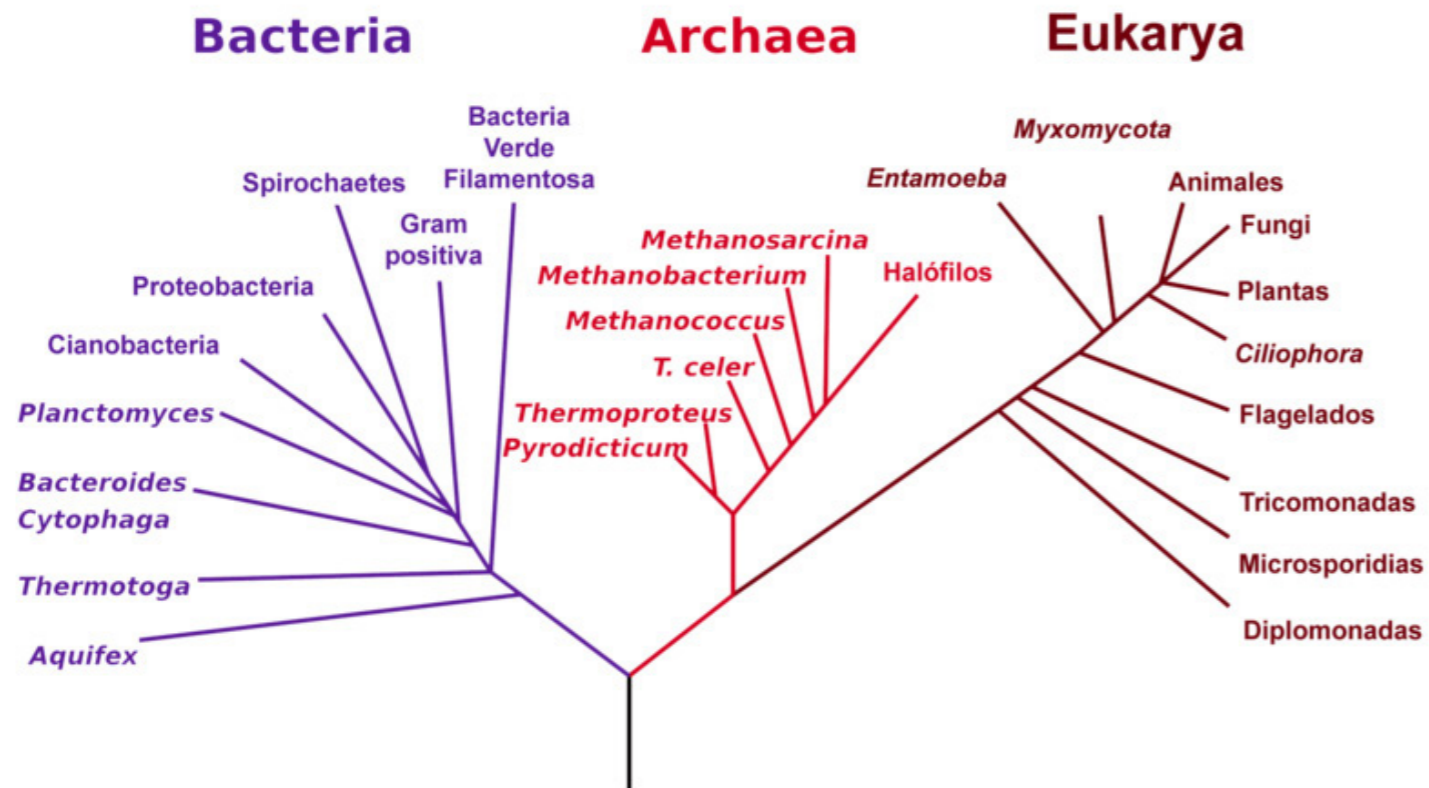 Bacteria
Archaea
Eukarya
Bacteria
Verde
Filamentosa
Spirochaetes
Gram
positiva
Proteobacteria
Cianobacteria
Planctomyces
Bacteroides
Cytophaga
Thermotoga
Aquifex
Methanosarcina
Methanobacterium
Halófilos
Methanococcus
T. celer
Thermoproteus
Pyrodicticum
Myxomycota
Entamoeba
Animales
Fungi
Plantas
Ciliophora
Flagelados
Tricomonadas
Microsporidias
Diplomonadas